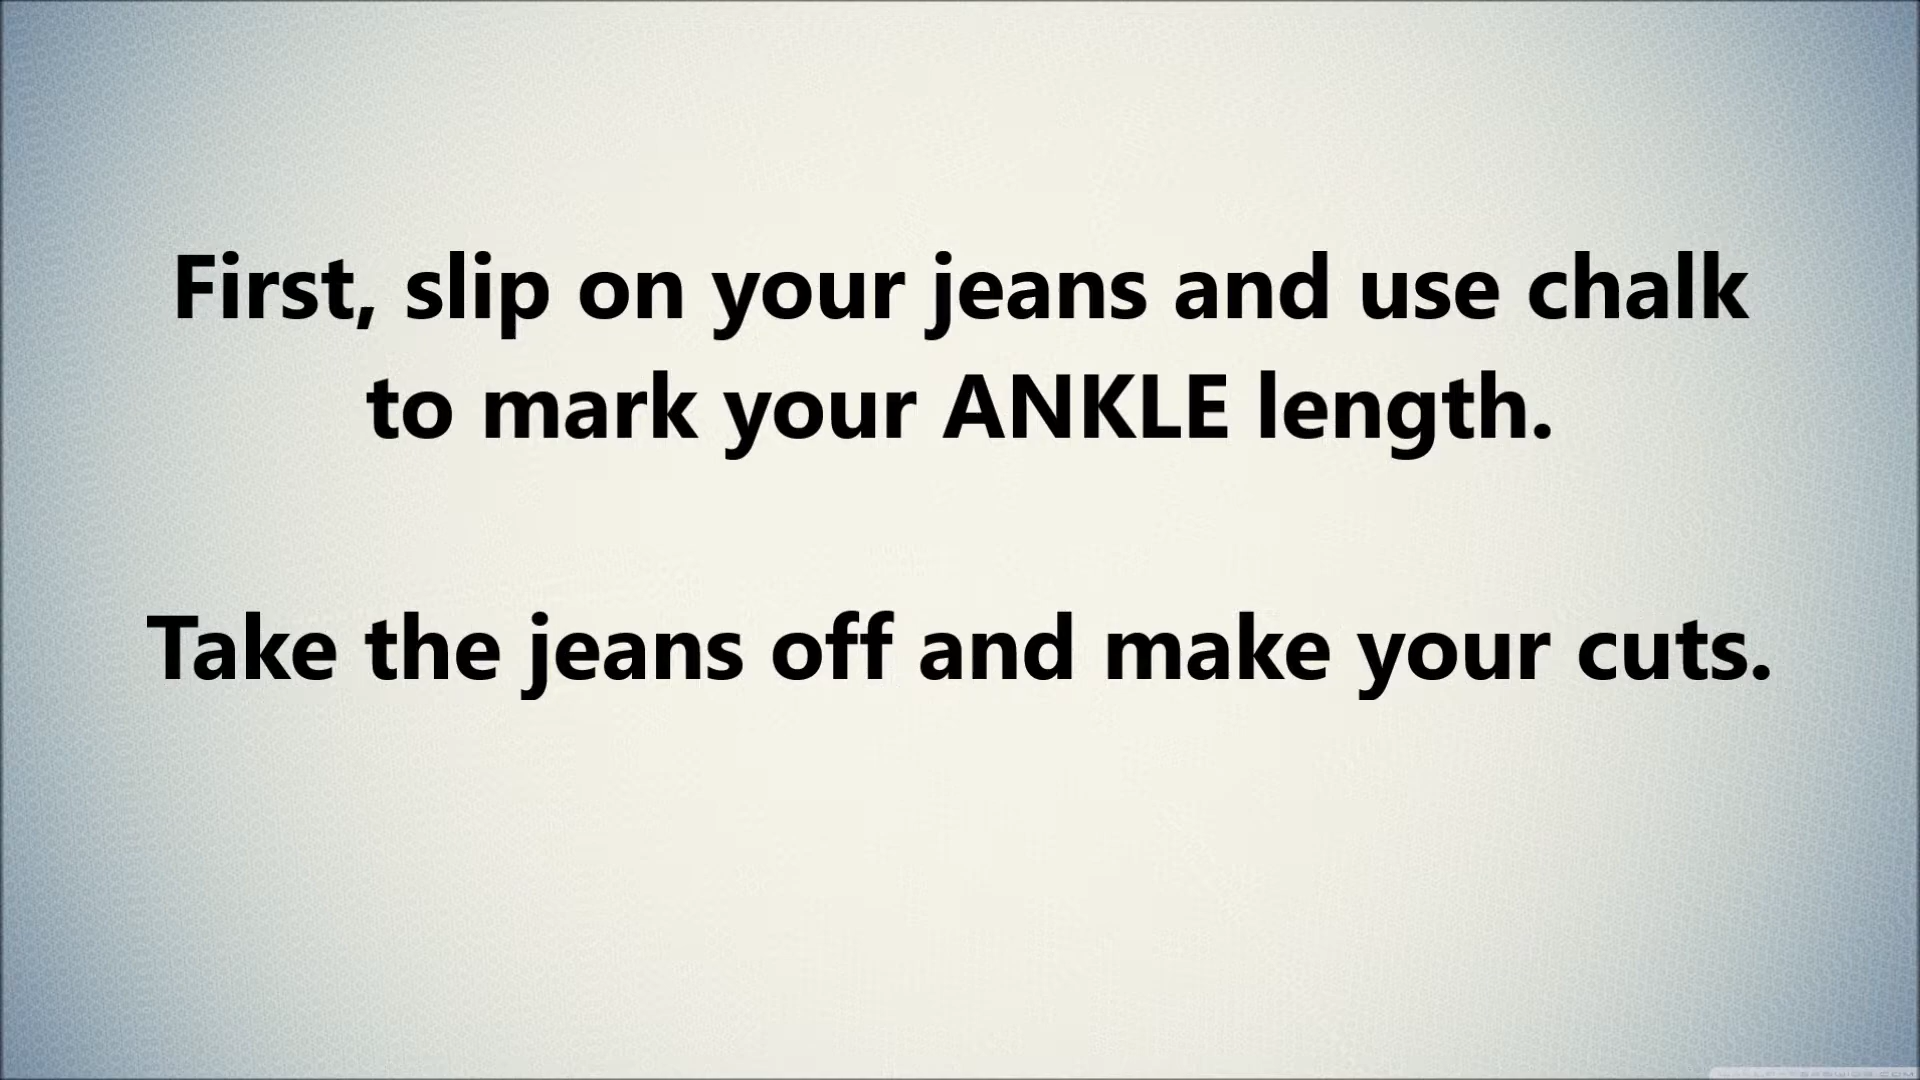 First, slip on your jeans and use chalk
to mark your ANKLE length.
Take the jeans off and make your cuts.